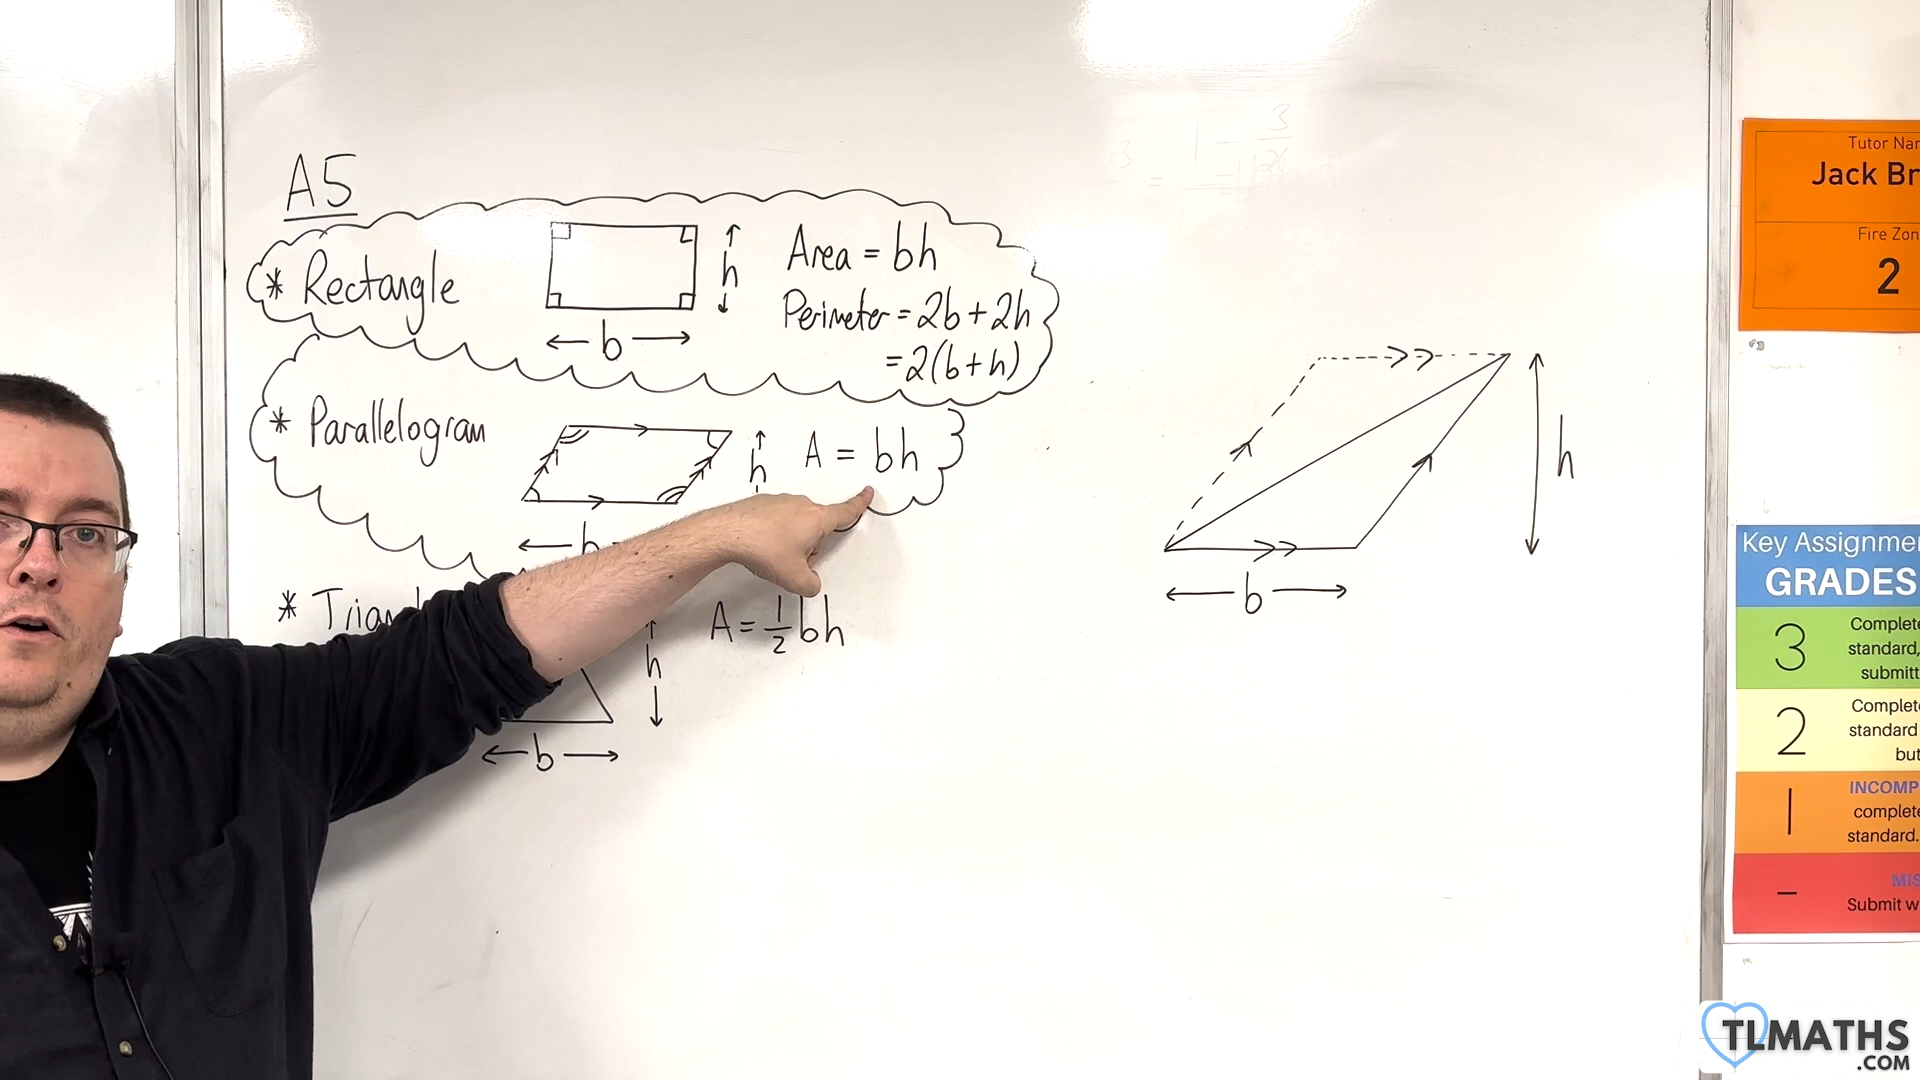 A5
* Rectangle
h
b
Area = bh
Perimeter = 2b + 2h
= 2(b + h)
* Parallelogram
h
b
A = bh
* Trian
h
b
A = 1/2 bh
h
b
Tutor Nar
Jack Br
Fire Zon
2
Key Assignme
GRADES
3
Complete
standard,
submitt
2
Complete
standard
but
1
INCOMP
complete
standard.
–
MIS
Submit w
TLMATHS
.COM